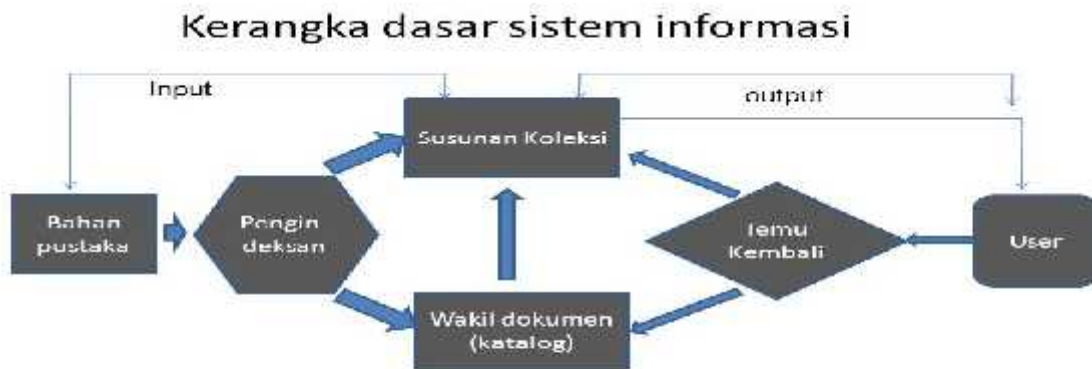 Kerangka dasar sistem informasi
Input
output
Susunan Koleksi
Bahan
pustaka
Pengin
deksan
Temu
Kembali
User
Wakil dokumen
(katalog)